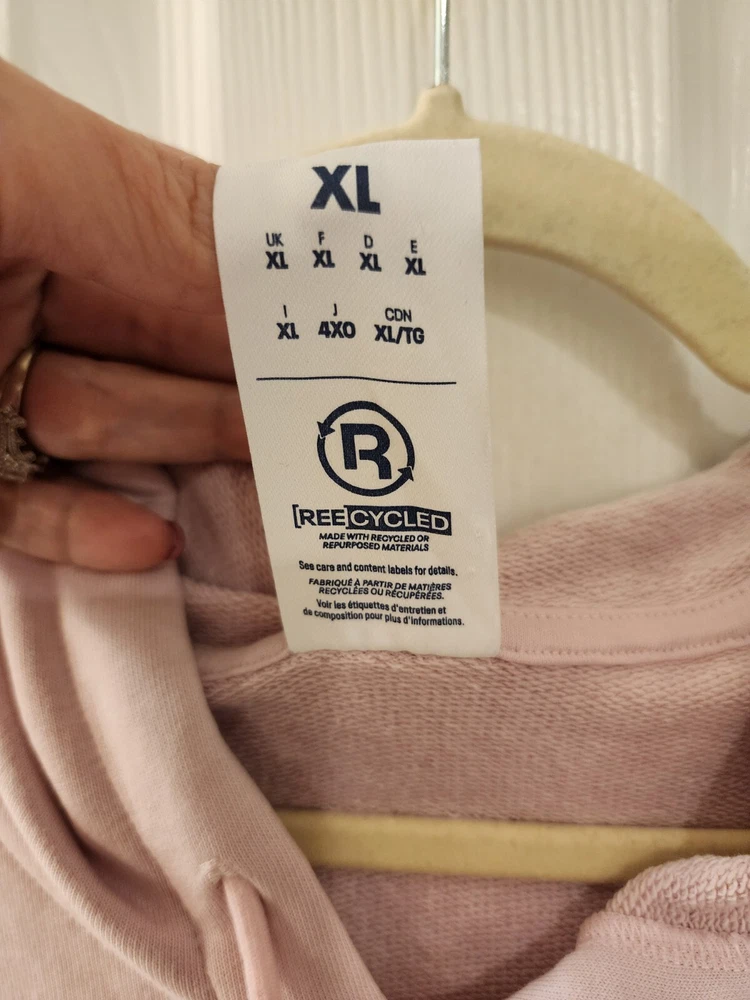 XL
UK F D E
XL XL XL XL
I J CDN
XL 4XO XL/TG
R
[REE]CYCLED
MADE WITH RECYCLED OR
REPURPOSED MATERIALS
See care and content labels for details.
FABRIQUÉ À PARTIR DE MATIÈRES
RECYCLÉES OU RÉCUPÉRÉES.
Voir les étiquettes d'entretien et
de composition pour plus d'informations.